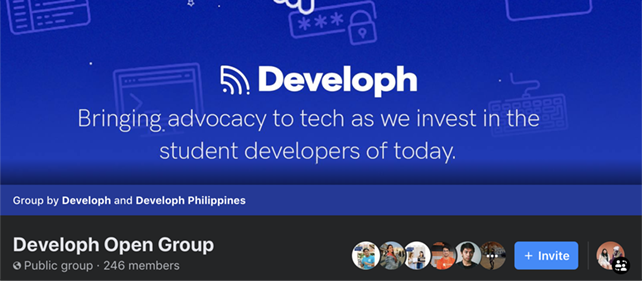 Developh
Bringing advocacy to tech as we invest in the
student developers of today.
Group by Developh and Developh Philippines
Developh Open Group
Public group · 246 members
+ Invite